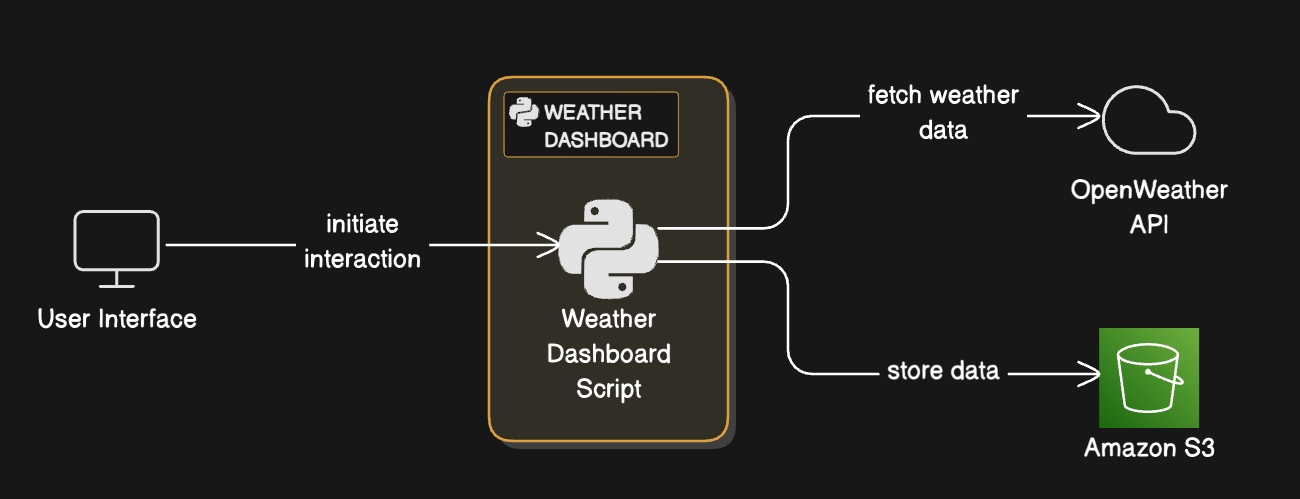 WEATHER
DASHBOARD
fetch weather
data
OpenWeather
API
initiate
interaction
User Interface
Weather
Dashboard
Script
store data
Amazon S3